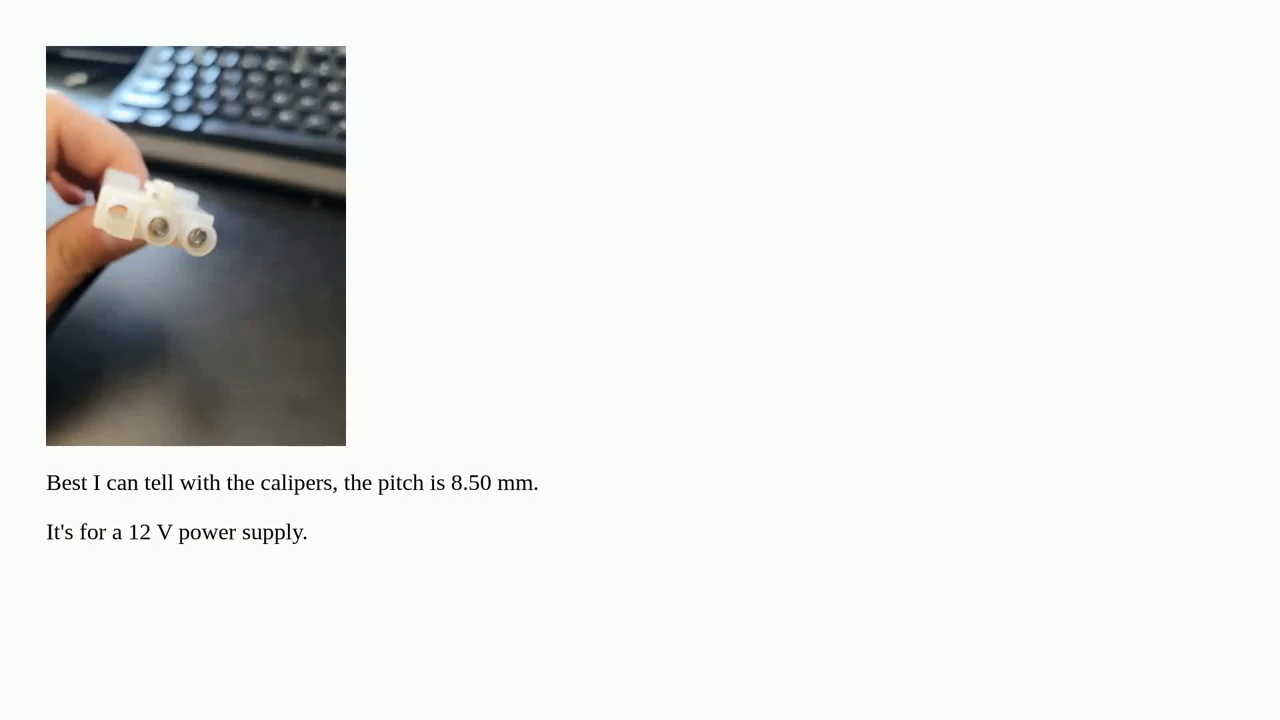 Best I can tell with the calipers, the pitch is 8.50 mm.
It's for a 12 V power supply.